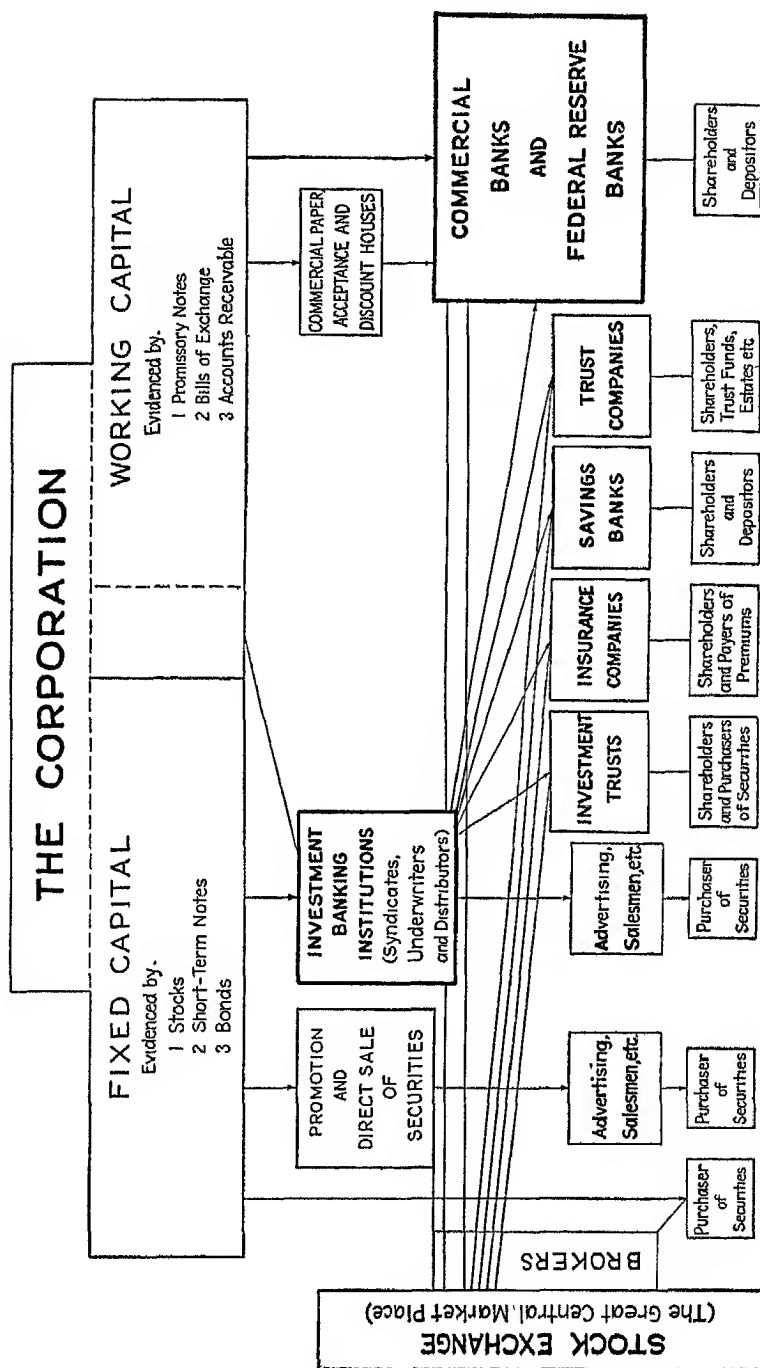 THE CORPORATION
FIXED CAPITAL
Evidenced by.
1 Stocks
2 Short-Term Notes
3 Bonds
WORKING CAPITAL
Evidenced by.
1 Promissory Notes
2 Bills of Exchange
3 Accounts Receivable
PROMOTION
AND
DIRECT SALE
OF
SECURITIES
INVESTMENT
BANKING
INSTITUTIONS
(Syndicates,
Underwriters
and Distributors)
COMMERCIAL PAPER
ACCEPTANCE AND
DISCOUNT HOUSES
COMMERCIAL
BANKS
AND
FEDERAL RESERVE
BANKS
STOCK EXCHANGE
(The Great Central Market Place)
BROKERS
Advertising,
Salesmen,etc.
Advertising,
Salesmen,etc.
INVESTMENT
TRUSTS
INSURANCE
COMPANIES
SAVINGS
BANKS
TRUST
COMPANIES
Purchaser
of
Securities
Purchaser
of
Securities
Purchaser
of
Securities
Shareholders
and Purchasers
of Securities
Shareholders
and Payers of
Premiums
Shareholders
and
Depositors
Shareholders,
Trust Funds,
Estates etc
Shareholders
and
Depositors